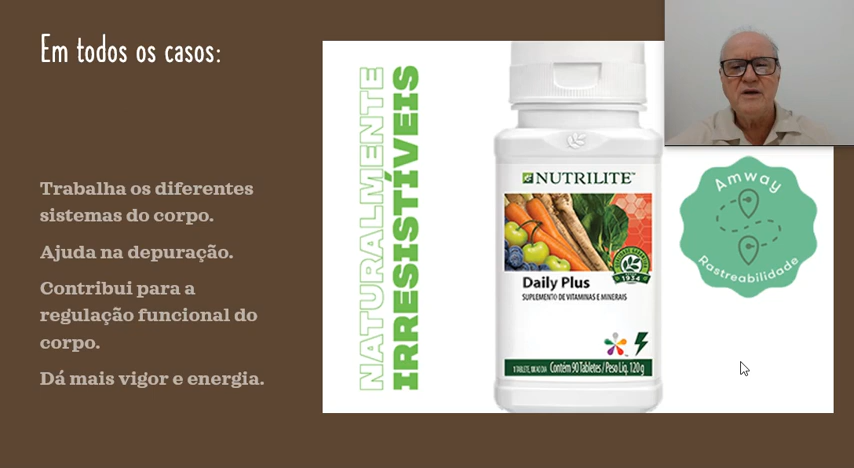 Em todos os casos:
Trabalha os diferentes
sistemas do corpo.
Ajuda na depuração.
Contribui para a
regulação funcional do
corpo.
Dá mais vigor e energia.
NATURALMENTE
IRRESISTÍVEIS
NUTRILITE™
1934
Daily Plus
SUPLEMENTO DE VITAMINAS E MINERAIS
Contém 90 Tabletes / Peso Líq. 120 g
Amway
Rastreabilidade